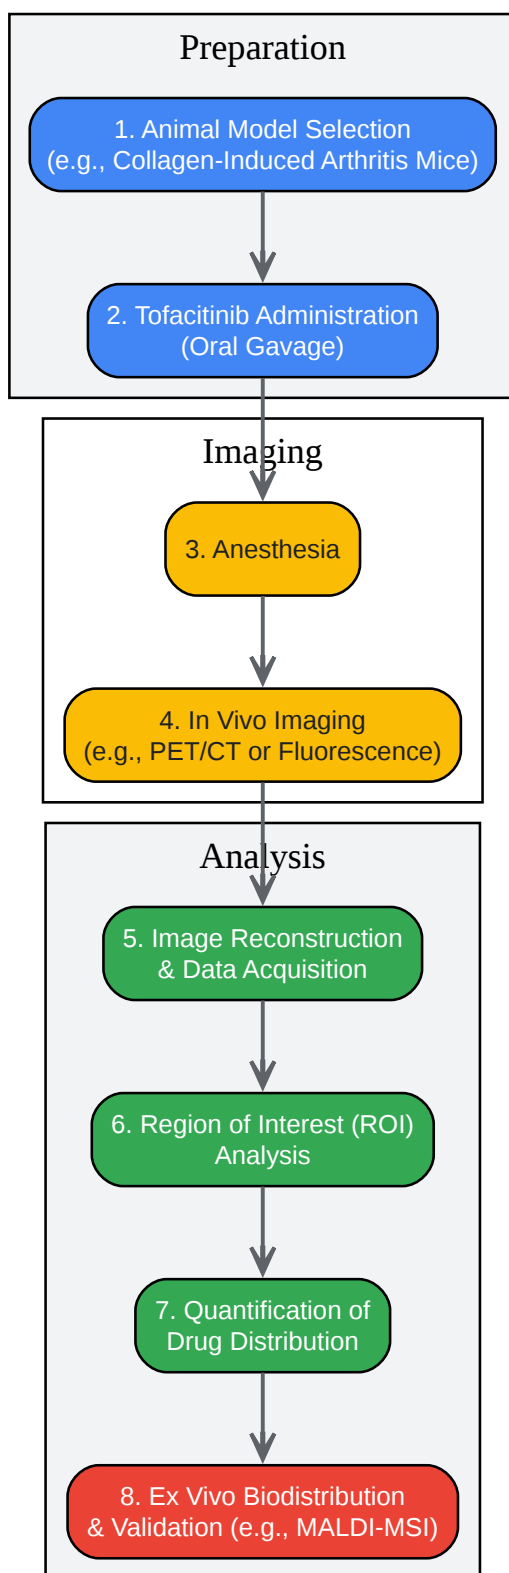 Preparation
1. Animal Model Selection
(e.g., Collagen-Induced Arthritis Mice)
2. Tofacitinib Administration
(Oral Gavage)
Imaging
3. Anesthesia
4. In Vivo Imaging
(e.g., PET/CT or Fluorescence)
Analysis
5. Image Reconstruction
& Data Acquisition
6. Region of Interest (ROI)
Analysis
7. Quantification of
Drug Distribution
8. Ex Vivo Biodistribution
& Validation (e.g., MALDI-MSI)